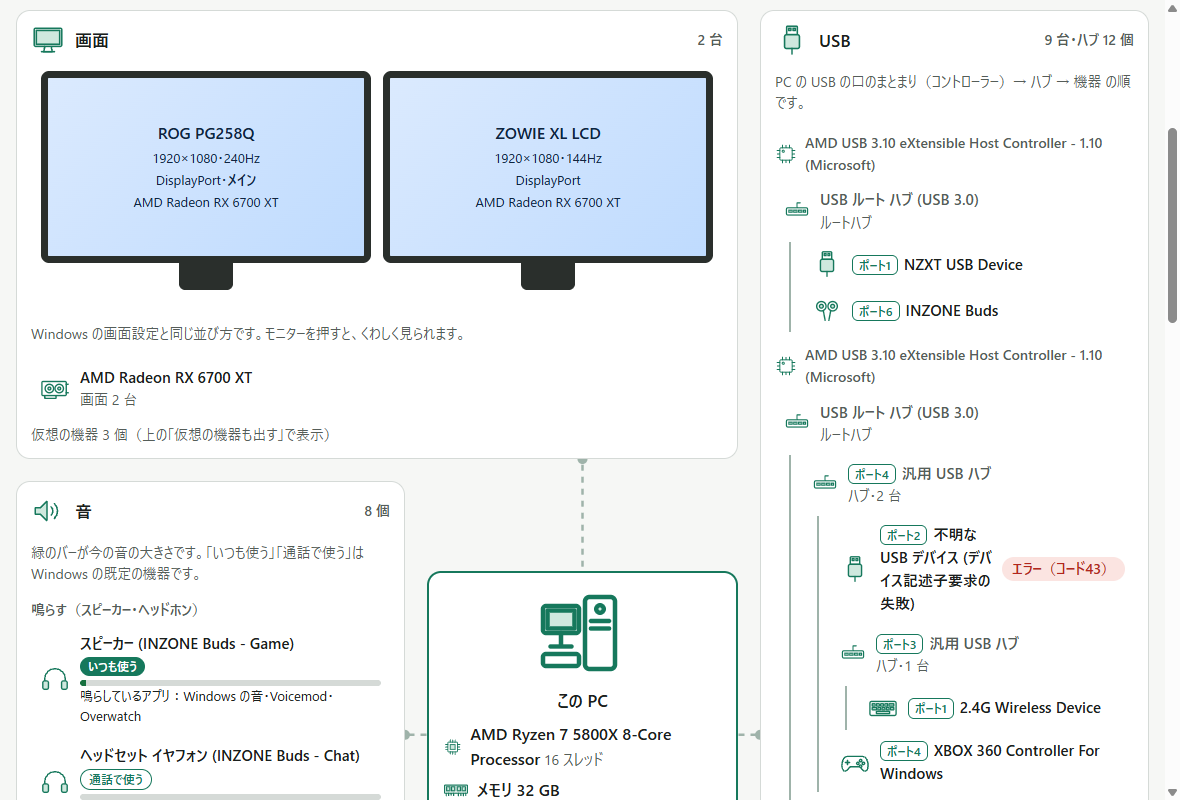 画面
2 台
ROG PG258Q
1920×1080・240Hz
DisplayPort・メイン
AMD Radeon RX 6700 XT
ZOWIE XL LCD
1920×1080・144Hz
DisplayPort
AMD Radeon RX 6700 XT
Windows の画面設定と同じ並び方です。モニターを押すと、くわしく見られます。
AMD Radeon RX 6700 XT
画面 2 台
仮想の機器 3 個（上の「仮想の機器も出す」で表示）
音
8 個
緑のバーが今の音の大きさです。「いつも使う」「通話で使う」は
Windows の既定の機器です。
鳴らす（スピーカー・ヘッドホン）
スピーカー (INZONE Buds - Game)
いつも使う
鳴らしているアプリ：Windows の音・Voicemod・
Overwatch
ヘッドセット イヤフォン (INZONE Buds - Chat)
通話で使う
この PC
AMD Ryzen 7 5800X 8-Core
Processor 16 スレッド
メモリ 32 GB
USB
9 台・ハブ 12 個
PC の USB の口のまとまり（コントローラー）→ ハブ → 機器 の順
です。
AMD USB 3.10 eXtensible Host Controller - 1.10
(Microsoft)
USB ルート ハブ (USB 3.0)
ルートハブ
ポート1 NZXT USB Device
ポート6 INZONE Buds
AMD USB 3.10 eXtensible Host Controller - 1.10
(Microsoft)
USB ルート ハブ (USB 3.0)
ルートハブ
ポート4 汎用 USB ハブ
ハブ・2 台
ポート2 不明な
USB デバイス (デバ
イス記述子要求の
失敗)
エラー（コード43）
ポート3 汎用 USB ハブ
ハブ・1 台
ポート1 2.4G Wireless Device
ポート4 XBOX 360 Controller For
Windows